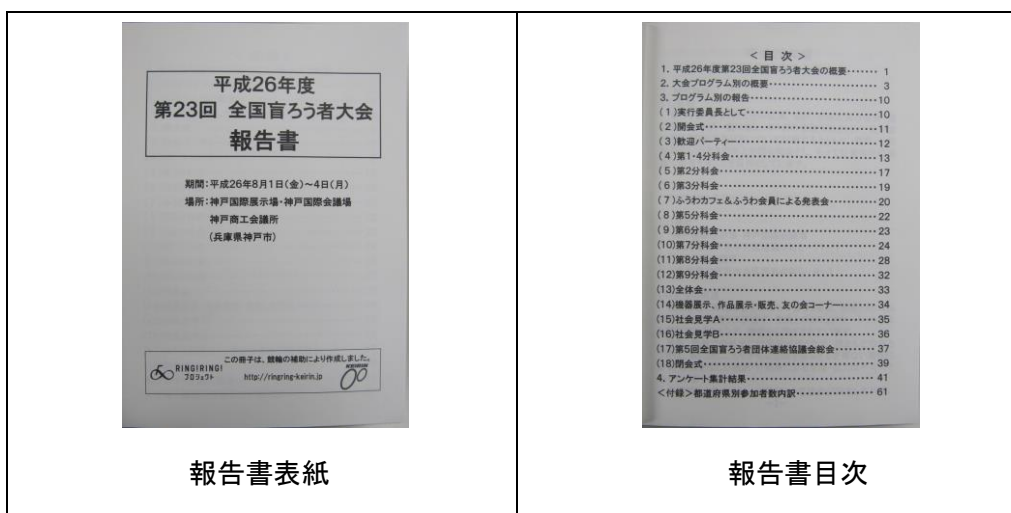 平成26年度
第23回 全国盲ろう者大会
報告書
期間:平成26年8月1日(金)~4日(月)
場所:神戸国際展示場・神戸国際会議場
神戸商工会議所
(兵庫県神戸市)
この冊子は、競輪の補助により作成しました。
RING!RING!
プロジェクト
http://ringring-keirin.jp
KEIRIN
報告書表紙
<目 次>
1. 平成26年度第23回全国盲ろう者大会の概要・・・・・・・ 1
2. 大会プログラム別の概要・・・・・・・・・・・・・・・・・・・・ 3
3. プログラム別の報告・・・・・・・・・・・・・・・・・・・・・・・ 10
(1)実行委員長として・・・・・・・・・・・・・・・・・・・・・・・・ 10
(2)開会式・・・・・・・・・・・・・・・・・・・・・・・・・・・・・・・・ 11
(3)歓迎パーティー・・・・・・・・・・・・・・・・・・・・・・・・・・ 12
(4)第1・4分科会・・・・・・・・・・・・・・・・・・・・・・・・・・・ 13
(5)第2分科会・・・・・・・・・・・・・・・・・・・・・・・・・・・・・ 17
(6)第3分科会・・・・・・・・・・・・・・・・・・・・・・・・・・・・・ 19
(7)ふうわカフェ&ふうわ会員による発表会・・・・・・・・ 20
(8)第5分科会・・・・・・・・・・・・・・・・・・・・・・・・・・・・・ 22
(9)第6分科会・・・・・・・・・・・・・・・・・・・・・・・・・・・・・ 23
(10)第7分科会・・・・・・・・・・・・・・・・・・・・・・・・・・・・ 24
(11)第8分科会・・・・・・・・・・・・・・・・・・・・・・・・・・・・ 28
(12)第9分科会・・・・・・・・・・・・・・・・・・・・・・・・・・・・ 32
(13)全体会・・・・・・・・・・・・・・・・・・・・・・・・・・・・・・・ 33
(14)機器展示、作品展示・販売、友の会コーナー・・・・・・・ 34
(15)社会見学A・・・・・・・・・・・・・・・・・・・・・・・・・・・・ 35
(16)社会見学B・・・・・・・・・・・・・・・・・・・・・・・・・・・・ 36
(17)第5回全国盲ろう者団体連絡協議会総会・・・・・・・・ 37
(18)閉会式・・・・・・・・・・・・・・・・・・・・・・・・・・・・・・・ 39
4. アンケート集計結果・・・・・・・・・・・・・・・・・・・・・・・ 41
<付録>都道府県別参加者数内訳・・・・・・・・・・・・・・・・ 61
報告書目次